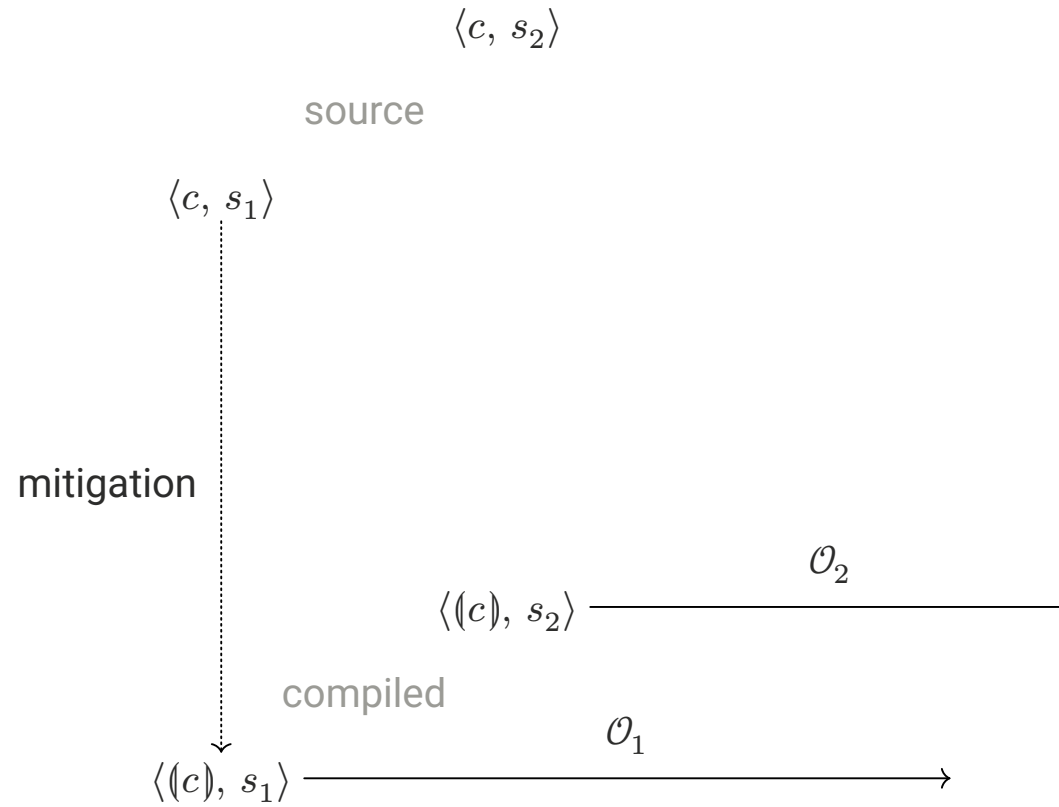 ⟨c, s₂⟩
source
⟨c, s₁⟩
mitigation
𝒪₂
⟨⦇c⦈, s₂⟩
compiled
𝒪₁
⟨⦇c⦈, s₁⟩